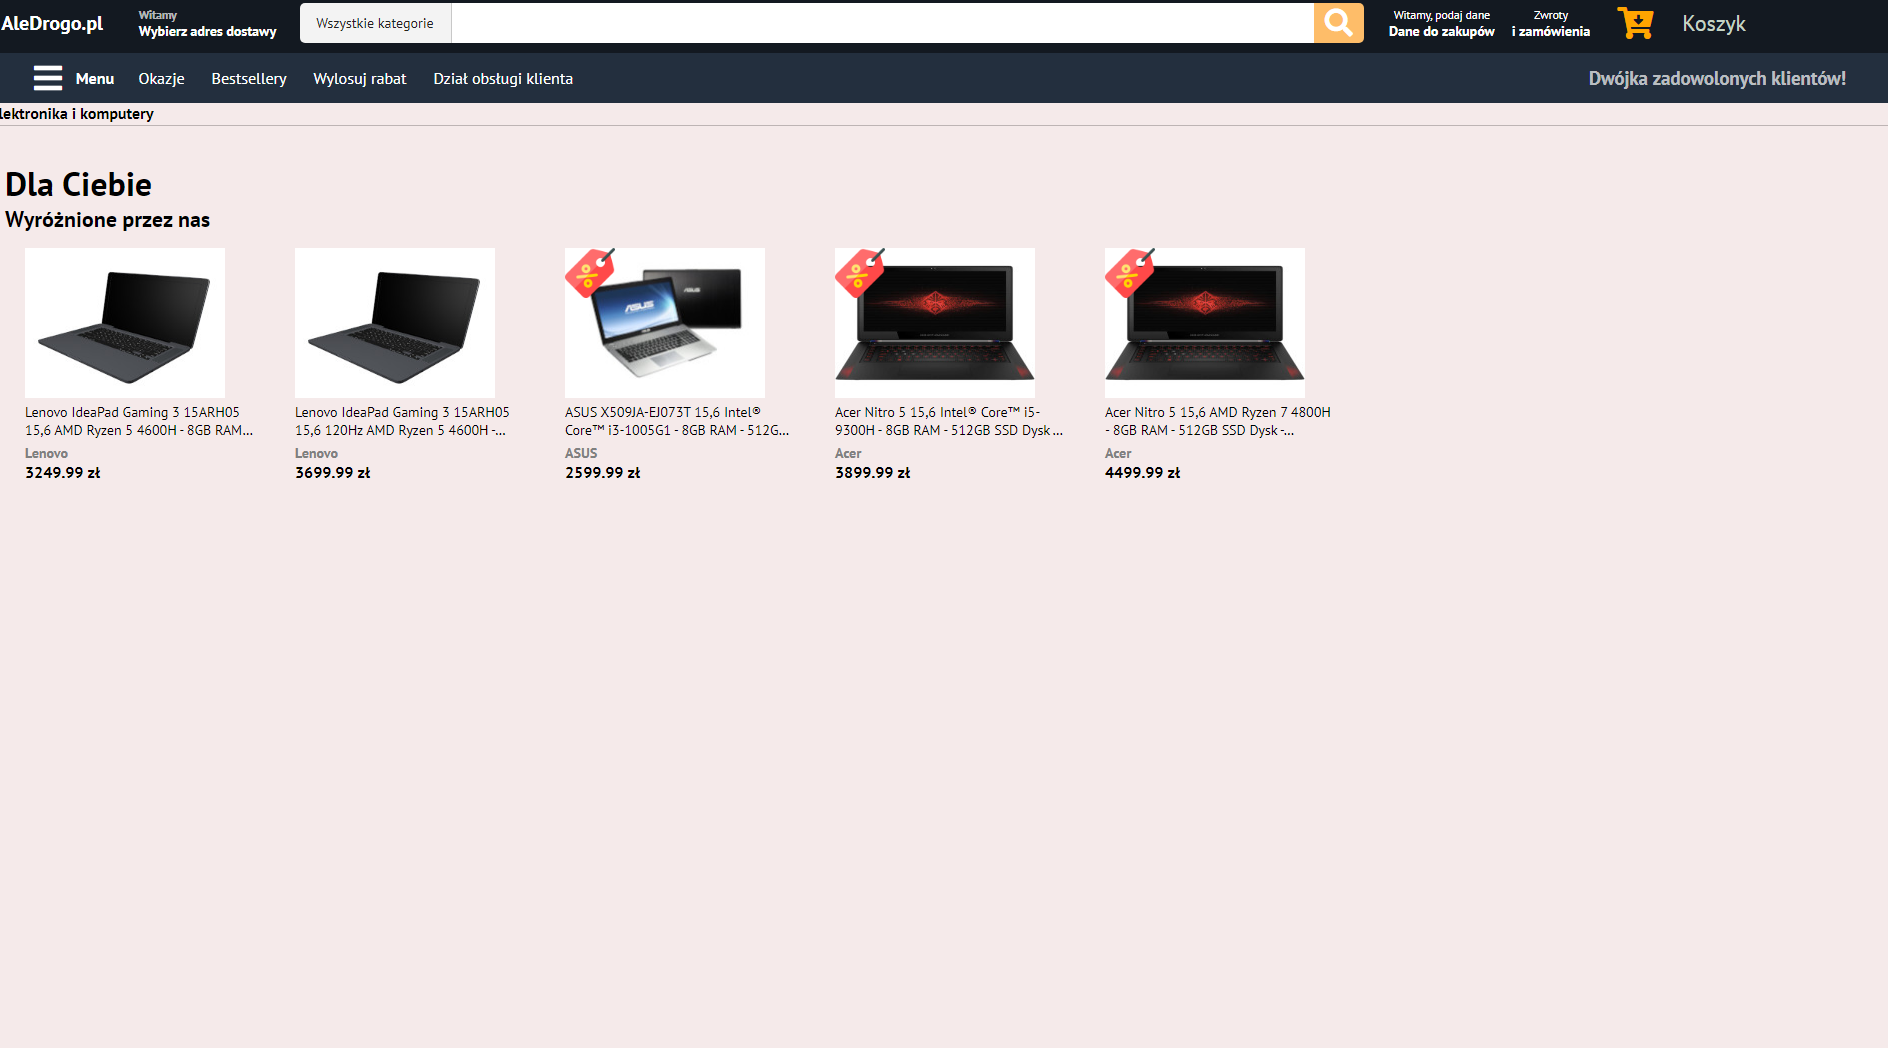 AleDrogo.pl
Witamy
Wybierz adres dostawy
Wszystkie kategorie
Witamy, podaj dane
Dane do zakupów
Zwroty
i zamówienia
Koszyk
Menu
Okazje
Bestsellery
Wylosuj rabat
Dział obsługi klienta
Dwójka zadowolonych klientów!
lektronika i komputery
Dla Ciebie
Wyróżnione przez nas
Lenovo IdeaPad Gaming 3 15ARH05
15,6 AMD Ryzen 5 4600H - 8GB RAM...
Lenovo
3249.99 zł
Lenovo IdeaPad Gaming 3 15ARH05
15,6 120Hz AMD Ryzen 5 4600H -...
Lenovo
3699.99 zł
ASUS
ASUS
ASUS X509JA-EJ073T 15,6 Intel®
Core™ i3-1005G1 - 8GB RAM - 512G...
ASUS
2599.99 zł
Acer Nitro 5 15,6 Intel® Core™ i5-
9300H - 8GB RAM - 512GB SSD Dysk ...
Acer
3899.99 zł
Acer Nitro 5 15,6 AMD Ryzen 7 4800H
- 8GB RAM - 512GB SSD Dysk -...
Acer
4499.99 zł